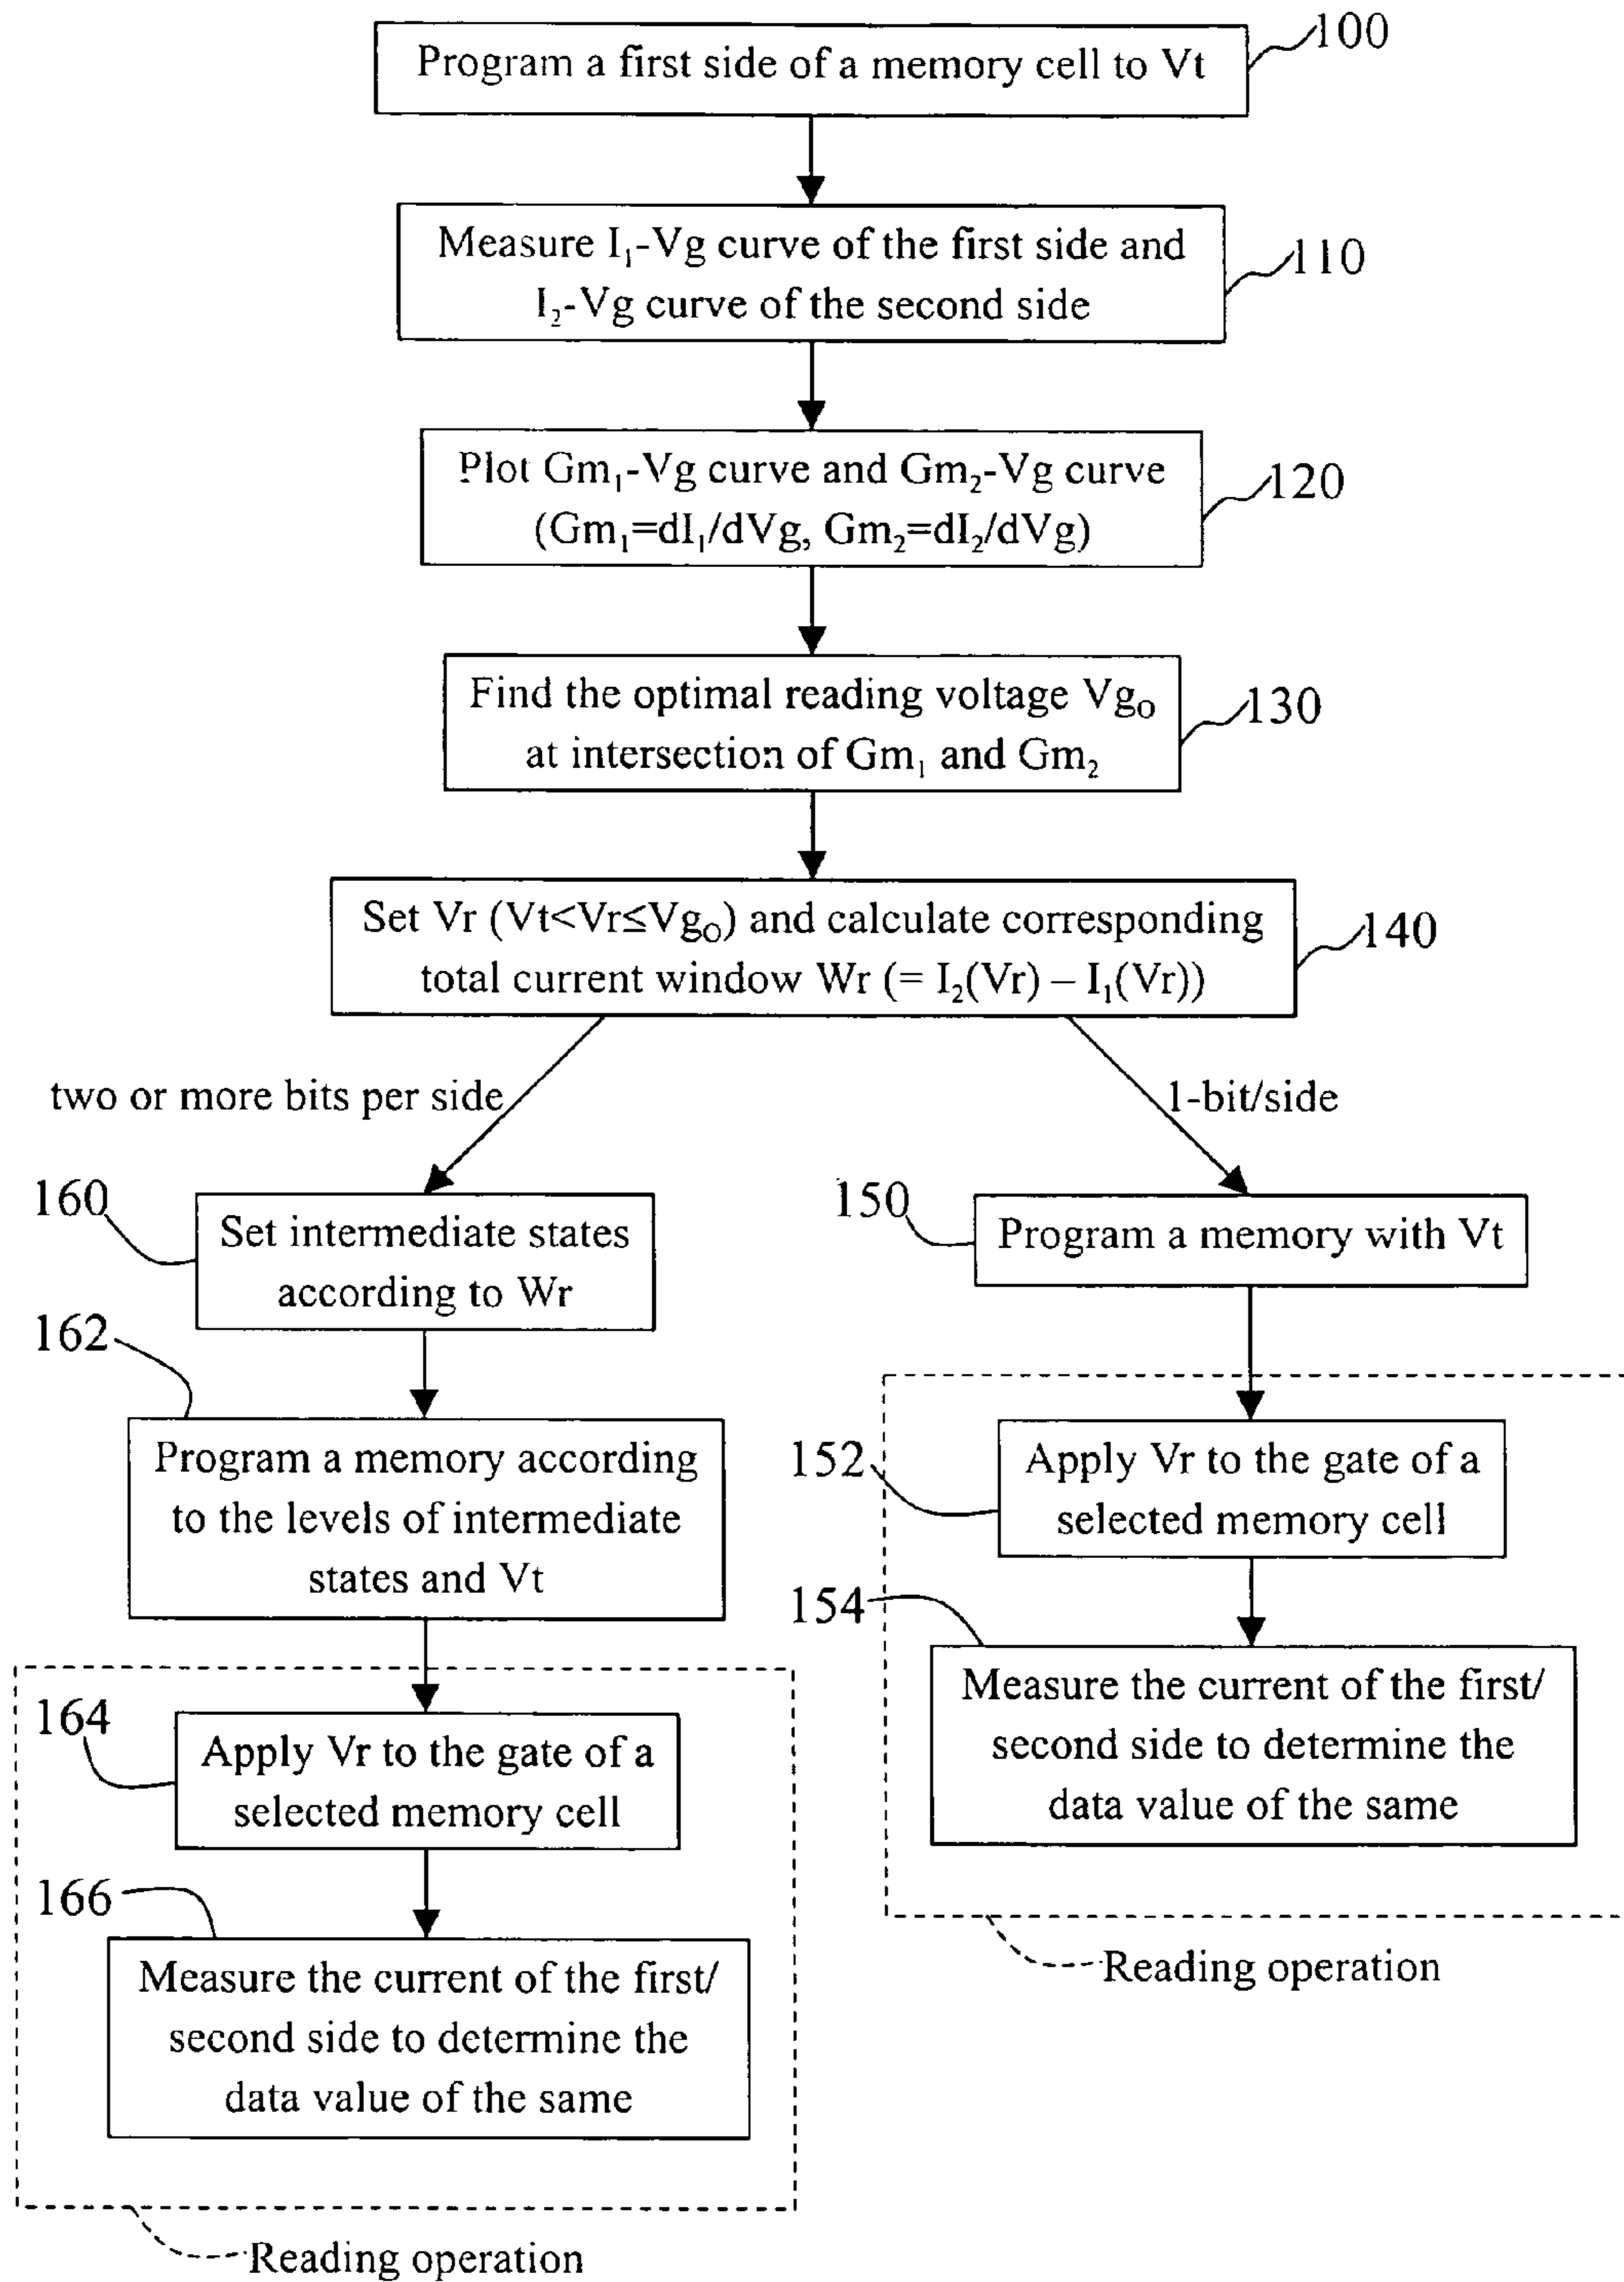 Program a first side of a memory cell to Vt
100
Measure I₁-Vg curve of the first side and
I₂-Vg curve of the second side
110
Plot Gm₁-Vg curve and Gm₂-Vg curve
(Gm₁=dI₁/dVg, Gm₂=dI₂/dVg)
120
Find the optimal reading voltage Vgₒ
at intersection of Gm₁ and Gm₂
130
Set Vr (Vt<Vr≤Vgₒ) and calculate corresponding
total current window Wr (= I₂(Vr) – I₁(Vr))
140
two or more bits per side
1-bit/side
160
Set intermediate states
according to Wr
150
Program a memory with Vt
162
Program a memory according
to the levels of intermediate
states and Vt
152
Apply Vr to the gate of a
selected memory cell
154
Measure the current of the first/
second side to determine the
data value of the same
Reading operation
164
Apply Vr to the gate of a
selected memory cell
166
Measure the current of the first/
second side to determine the
data value of the same
Reading operation